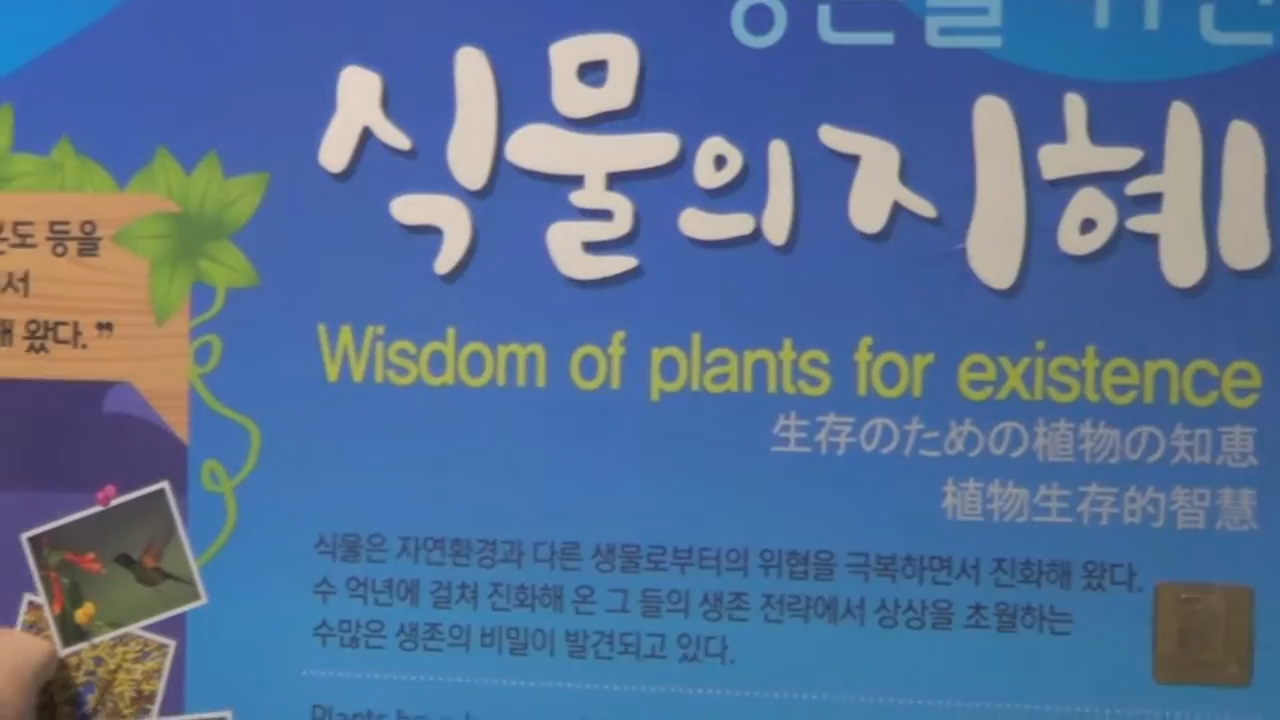 식물의 지혜
Wisdom of plants for existence
生存のための植物の知恵
植物生存的智慧
식물은 자연환경과 다른 생물로부터의 위협을 극복하면서 진화해 왔다.
수 억년에 걸쳐 진화해 온 그 들의 생존 전략에서 상상을 초월하는
수많은 생존의 비밀이 발견되고 있다.
등을
왔다.”
Plants